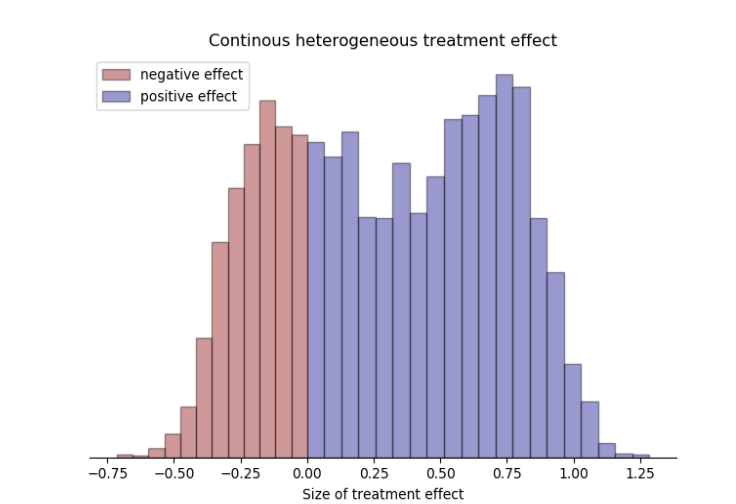 Continous heterogeneous treatment effect
negative effect
positive effect
−0.75 −0.50 −0.25 0.00 0.25 0.50 0.75 1.00 1.25
Size of treatment effect